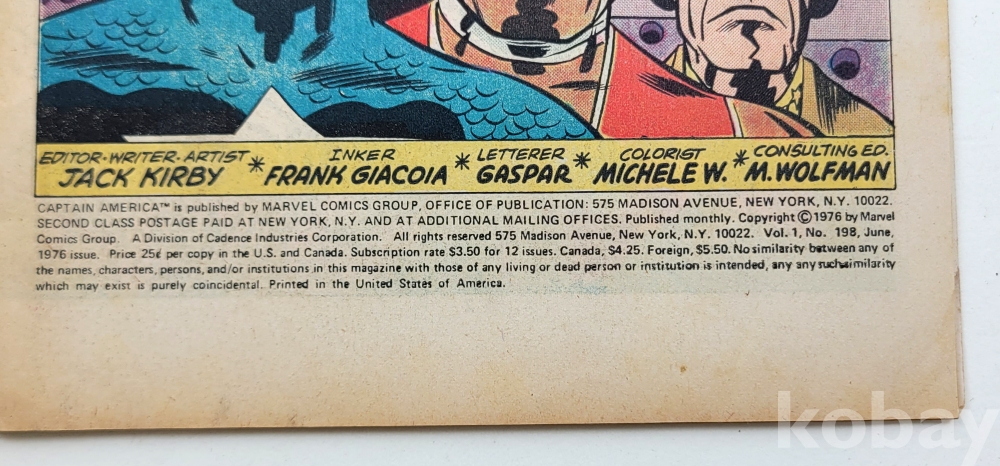 EDITOR·WRITER·ARTIST * INKER * LETTERER * COLORIST * CONSULTING ED.
JACK KIRBY FRANK GIACOIA GASPAR MICHELE W. M. WOLFMAN
CAPTAIN AMERICA™ is published by MARVEL COMICS GROUP, OFFICE OF PUBLICATION: 575 MADISON AVENUE, NEW YORK, N.Y. 10022.
SECOND CLASS POSTAGE PAID AT NEW YORK, N.Y. AND AT ADDITIONAL MAILING OFFICES. Published monthly. Copyright ©1976 by Marvel
Comics Group. A Division of Cadence Industries Corporation. All rights reserved 575 Madison Avenue, New York, N.Y. 10022. Vol. 1, No. 198, June,
1976 issue. Price 25¢ per copy in the U.S. and Canada. Subscription rate $3.50 for 12 issues. Canada, $4.25. Foreign, $5.50. No similarity between any of
the names, characters, persons, and/or institutions in this magazine with those of any living or dead person or institution is intended, any any such similarity
which may exist is purely coincidental. Printed in the United States of America.
kobay